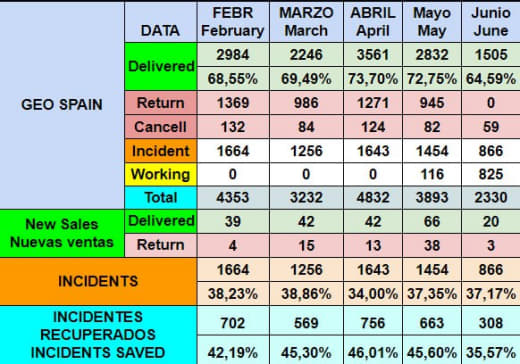 DATA FEBR MARZO ABRIL Mayo Junio
February March April May June
GEO SPAIN
Delivered 2984 2246 3561 2832 1505
68,55% 69,49% 73,70% 72,75% 64,59%
Return 1369 986 1271 945 0
Cancell 132 84 124 82 59
Incident 1664 1256 1643 1454 866
Working 0 0 0 116 825
Total 4353 3232 4832 3893 2330
New Sales
Nuevas ventas
Delivered 39 42 42 66 20
Return 4 15 13 38 3
INCIDENTS
1664 1256 1643 1454 866
38,23% 38,86% 34,00% 37,35% 37,17%
INCIDENTES
RECUPERADOS
INCIDENTS SAVED
702 569 756 663 308
42,19% 45,30% 46,01% 45,60% 35,57%